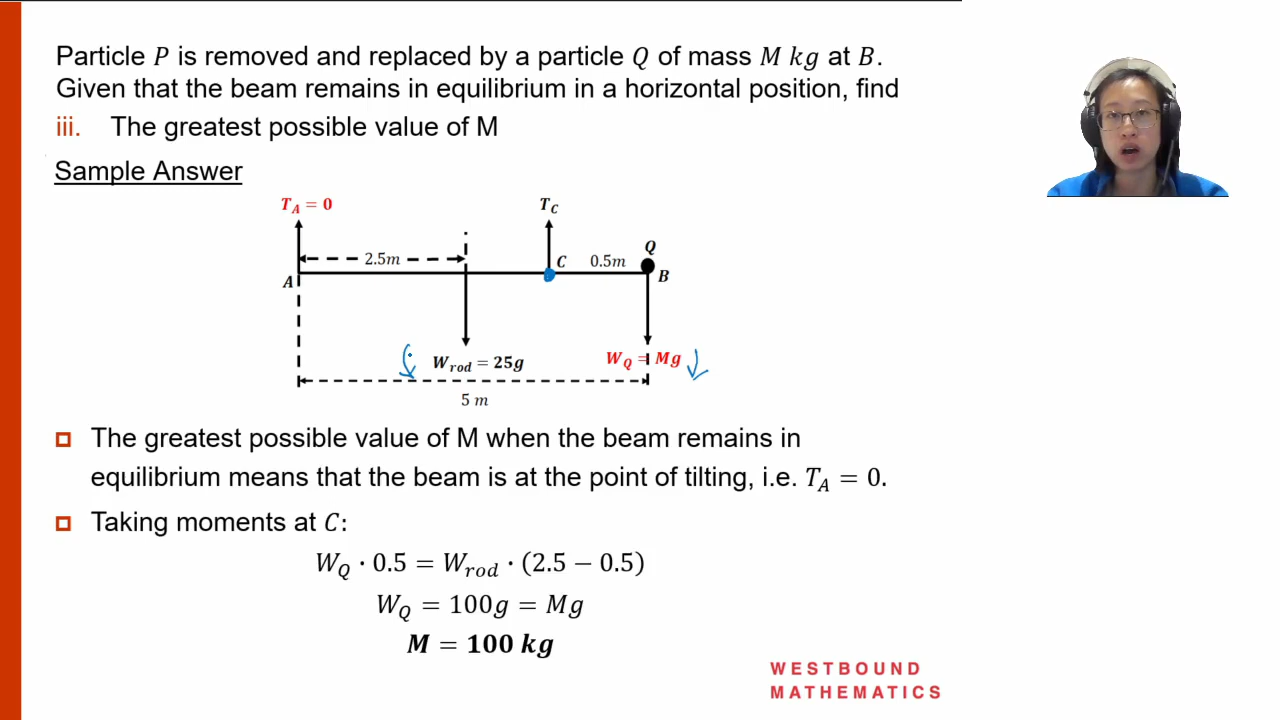 Particle P is removed and replaced by a particle Q of mass M kg at B.
Given that the beam remains in equilibrium in a horizontal position, find
iii. The greatest possible value of M
Sample Answer
T_A = 0
T_C
Q
2.5m
C
0.5m
A
B
W_rod = 25g
W_Q = Mg
5 m
The greatest possible value of M when the beam remains in
equilibrium means that the beam is at the point of tilting, i.e. T_A = 0.
Taking moments at C:
W_Q · 0.5 = W_rod · (2.5 − 0.5)
W_Q = 100g = Mg
M = 100 kg
WESTBOUND
MATHEMATICS